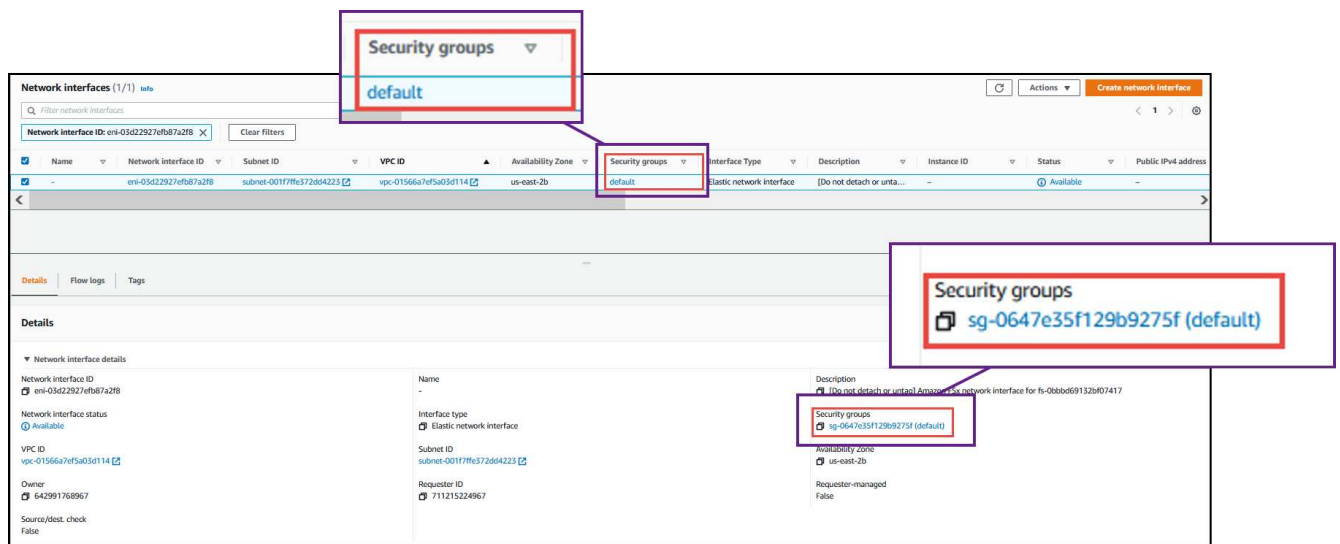 Security groups
default
Network interfaces (1/1) Info
Actions
Create network interface
Filter network interfaces
1
Network interface ID: eni-03d22927efb87a2f8
Clear filters
Name Network interface ID Subnet ID VPC ID Availability Zone Security groups Interface Type Description Instance ID Status Public IPv4 address
- eni-03d22927efb87a2f8 subnet-001f7ffe372dd4223 vpc-01566a7ef5a03d114 us-east-2b default Elastic network interface [Do not detach or unta... - Available -
Details Flow logs Tags
Security groups
sg-0647e35f129b9275f (default)
Details
Network interface details
Network interface ID
eni-03d22927efb87a2f8
Name
-
Description
[Do not detach or untag] Amazon FSx network interface for fs-0bbbd69132bf07417
Network interface status
Available
Interface type
Elastic network interface
Security groups
sg-0647e35f129b9275f (default)
VPC ID
vpc-01566a7ef5a03d114
Subnet ID
subnet-001f7ffe372dd4223
Availability Zone
us-east-2b
Owner
642991768967
Requester ID
711215224967
Requester-managed
False
Source/dest. check
False